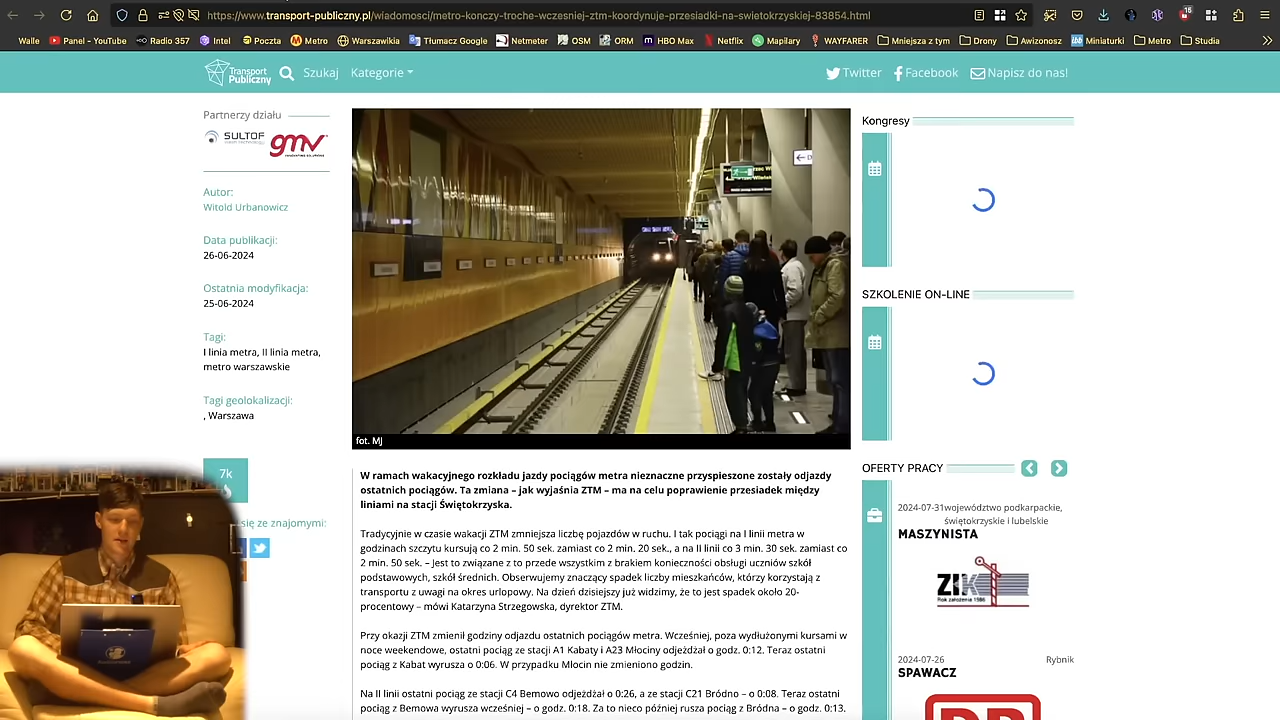 https://www.transport-publiczny.pl/wiadomosci/metro-konczy-troche-wczesniej-ztm-koordynuje-przesiadki-na-swietokrzyskiej-83854.html
15
Walle Panel - YouTube Radio 357 Intel Poczta Metro Warszawikia Tłumacz Google Netmeter OSM ORM HBO Max Netflix Mapilary WAYFARER Mniejsza z tym Drony Awizonosz Miniaturki Metro Studia
Transport Publiczny Szukaj Kategorie Twitter Facebook Napisz do nas!
Partnerzy działu
SULTOF
gmv
Autor:
Witold Urbanowicz
Data publikacji:
26-06-2024
Ostatnia modyfikacja:
25-06-2024
Tagi:
I linia metra, II linia metra,
metro warszawskie
Tagi geolokalizacji:
, Warszawa
7k
się ze znajomymi:
fot. MJ
W ramach wakacyjnego rozkładu jazdy pociągów metra nieznaczne przyspieszone zostały odjazdy
ostatnich pociągów. Ta zmiana – jak wyjaśnia ZTM – ma na celu poprawienie przesiadek między
liniami na stacji Świętokrzyska.
Tradycyjnie w czasie wakacji ZTM zmniejsza liczbę pojazdów w ruchu. I tak pociągi na I linii metra w
godzinach szczytu kursują co 2 min. 50 sek. zamiast co 2 min. 20 sek., a na II linii co 3 min. 30 sek. zamiast co
2 min. 50 sek. – Jest to związane z to przede wszystkim z brakiem konieczności obsługi uczniów szkół
podstawowych, szkół średnich. Obserwujemy znaczący spadek liczby mieszkańców, którzy korzystają z
transportu z uwagi na okres urlopowy. Na dzień dzisiejszy już widzimy, że to jest spadek około 20-
procentowy – mówi Katarzyna Strzegowska, dyrektor ZTM.
Przy okazji ZTM zmienił godziny odjazdu ostatnich pociągów metra. Wcześniej, poza wydłużonymi kursami w
noce weekendowe, ostatni pociąg ze stacji A1 Kabaty i A23 Młociny odjeżdżał o godz. 0:12. Teraz ostatni
pociąg z Kabat wyrusza o 0:06. W przypadku Młocin nie zmieniono godzin.
Na II linii ostatni pociąg ze stacji C4 Bemowo odjeżdżał o 0:26, a ze stacji C21 Bródno – o 0:08. Teraz ostatni
pociąg z Bemowa wyrusza wcześniej – o godz. 0:18. Za to nieco później rusza pociąg z Bródna – o godz. 0:13.
Kongresy
SZKOLENIE ON-LINE
OFERTY PRACY
2024-07-31 województwo podkarpackie,
świętokrzyskie i lubelskie
MASZYNISTA
ZIK
Rok założenia 1986
2024-07-26 Rybnik
SPAWACZ